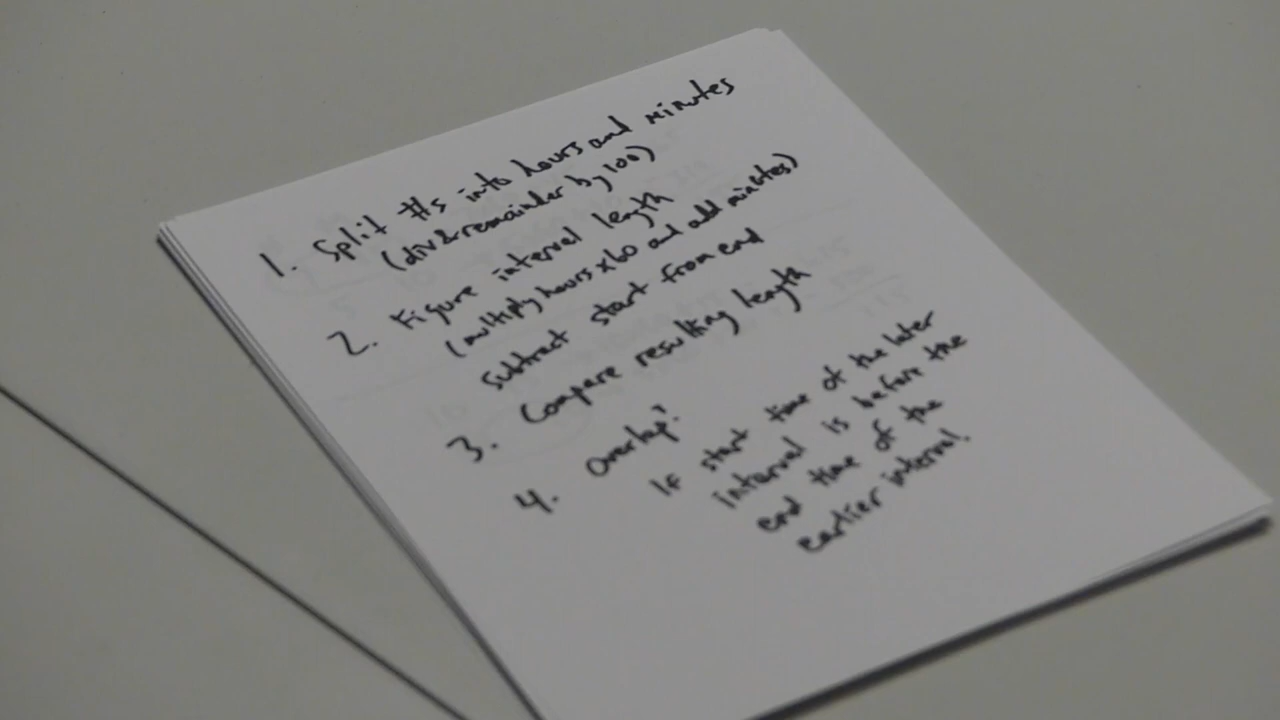 1. Split #s into hours and minutes
(div & remainder by 100)
2. Figure interval length
(multiply hours x 60 and add minutes)
subtract start from end
3. Compare resulting length
4. Overlap?
If start time of the later
interval is before the
end time of the
earlier interval.